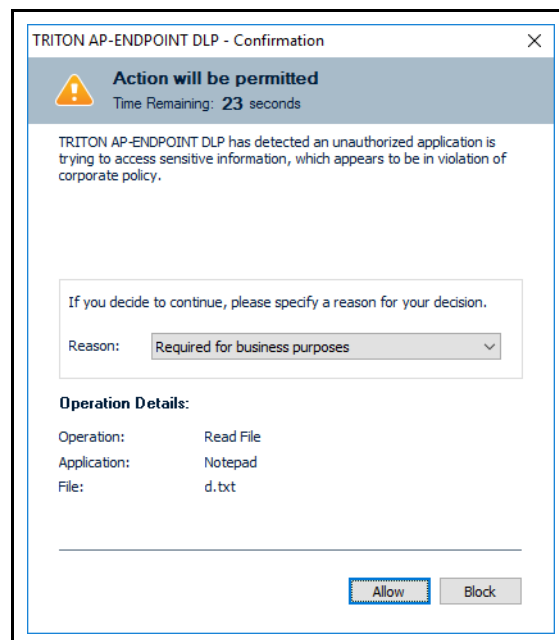 TRITON AP-ENDPOINT DLP - Confirmation
Action will be permitted
Time Remaining: 23 seconds
TRITON AP-ENDPOINT DLP has detected an unauthorized application is
trying to access sensitive information, which appears to be in violation of
corporate policy.
If you decide to continue, please specify a reason for your decision.
Reason: Required for business purposes
Operation Details:
Operation: Read File
Application: Notepad
File: d.txt
Allow Block